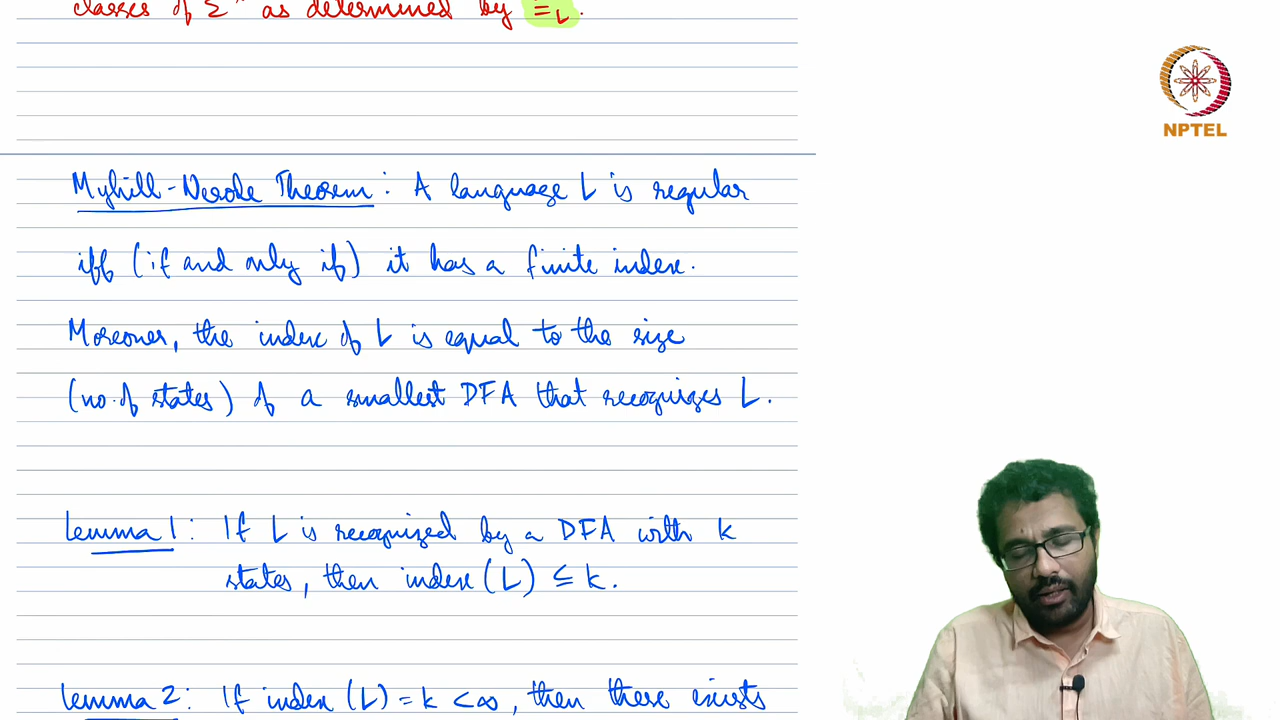 classes of Σ* as determined by ≡_L.
NPTEL
Myhill-Nerode Theorem: A language L is regular
iff (if and only if) it has a finite index.
Moreover, the index of L is equal to the size
(no. of states) of a smallest DFA that recognizes L.
Lemma 1: If L is recognized by a DFA with k
states, then index (L) ≤ k.
Lemma 2: If index (L) = k < ∞, then there exists